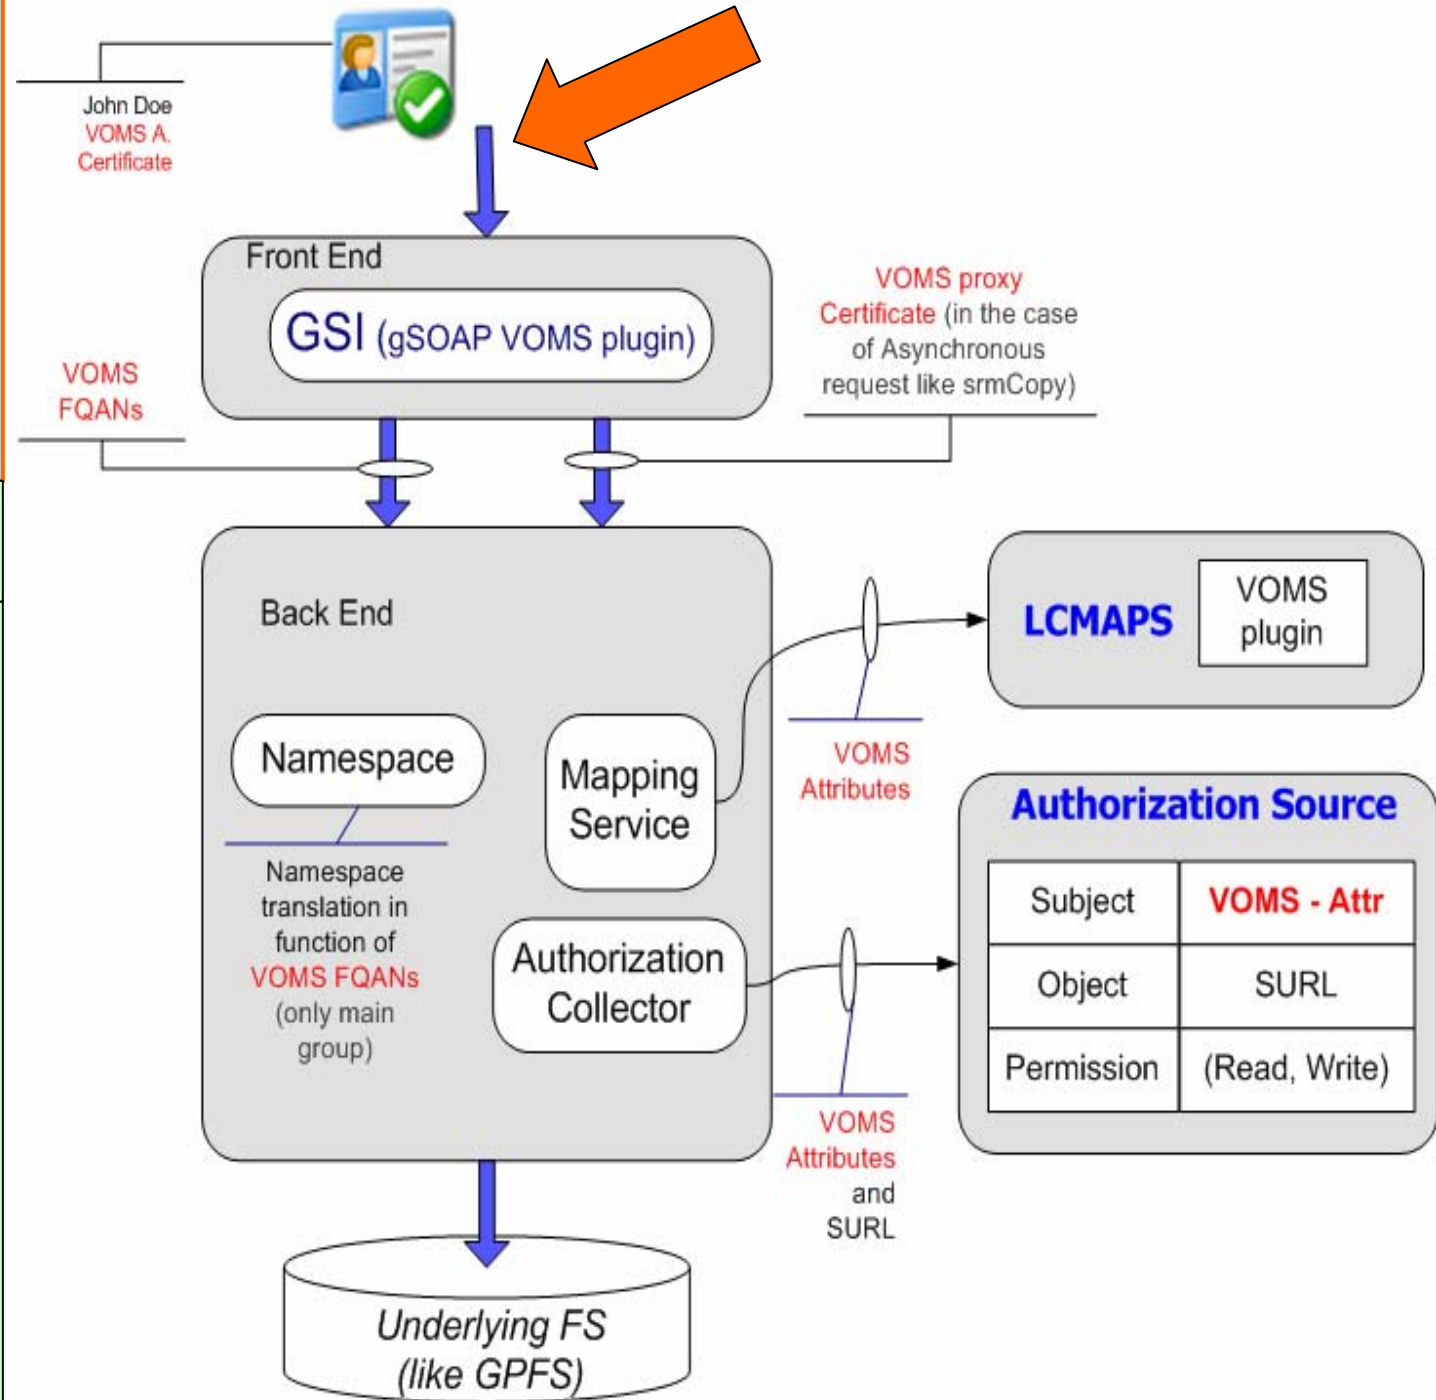 John Doe
VOMS A.
Certificate
Front End
GSI (gSOAP VOMS plugin)
VOMS proxy
Certificate (in the case
of Asynchronous
request like srmCopy)
VOMS
FQANs
Back End
LCMAPS
VOMS
plugin
Namespace
Mapping
Service
VOMS
Attributes
Namespace
translation in
function of
VOMS FQANs
(only main
group)
Authorization
Collector
Authorization Source
Subject
VOMS - Attr
Object
SURL
Permission
(Read, Write)
VOMS
Attributes
and
SURL
Underlying FS
(like GPFS)